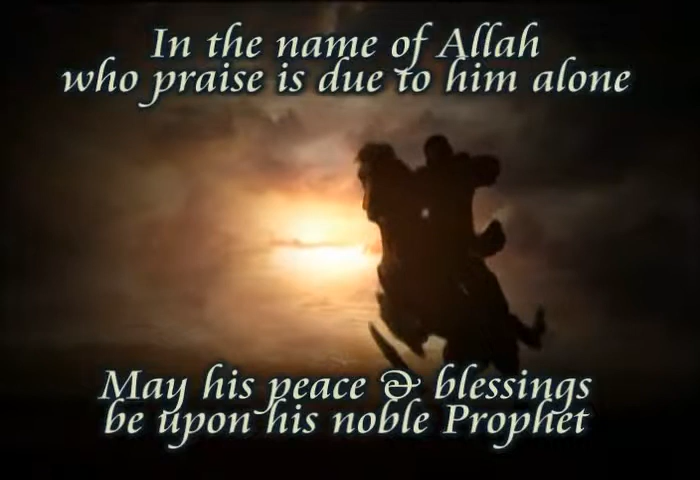 In the name of Allah
who praise is due to him alone
May his peace & blessings
be upon his noble Prophet